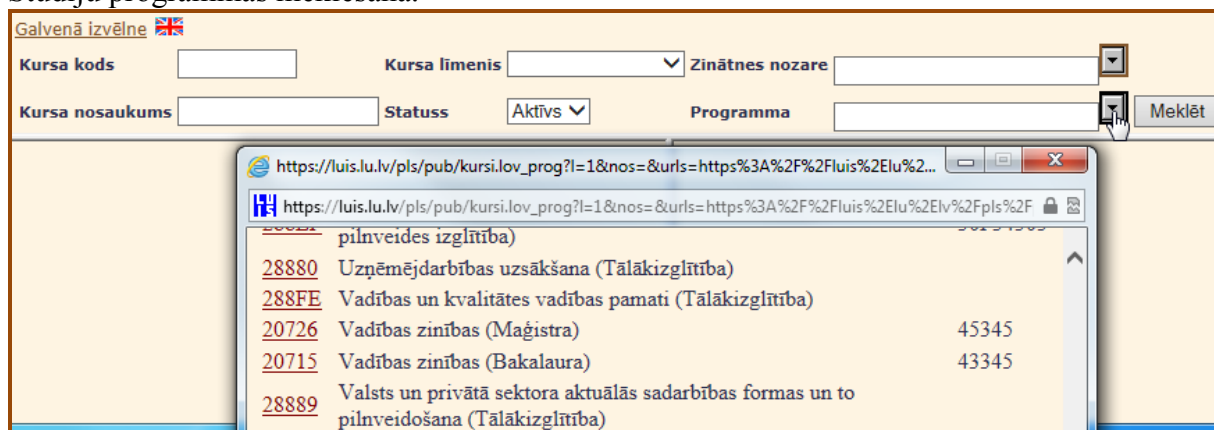 Galvenā izvēlne
Kursa kods Kursa līmenis Zinātnes nozare
Kursa nosaukums Statuss Aktīvs Programma Meklēt
https://luis.lu.lv/pls/pub/kursi.lov_prog?l=1&nos=&urls=https%3A%2F%2Fluis%2Elu%2...
https://luis.lu.lv/pls/pub/kursi.lov_prog?l=1&nos=&urls=https%3A%2F%2Fluis%2Elu%2Elv%2Fpls%2F
pilnveides izglītība)
28880 Uzņēmējdarbības uzsākšana (Tālākizglītība)
288FE Vadības un kvalitātes vadības pamati (Tālākizglītība)
20726 Vadības zinības (Maģistra) 45345
20715 Vadības zinības (Bakalaura) 43345
28889 Valsts un privātā sektora aktuālās sadarbības formas un to
pilnveidošana (Tālākizglītība)